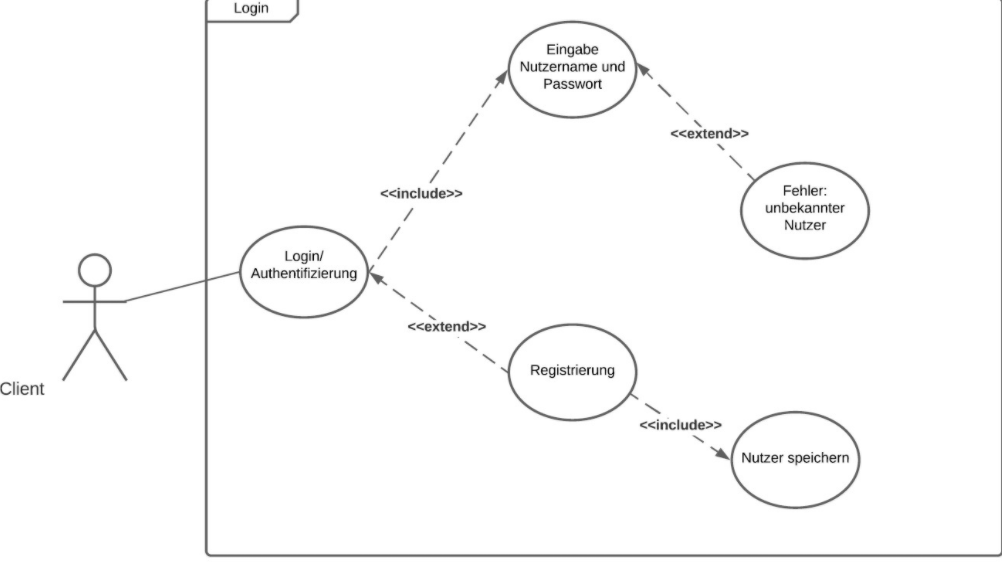 Login
Eingabe
Nutzername und
Passwort
<<extend>>
Fehler:
unbekannter
Nutzer
<<include>>
Login/
Authentifizierung
<<extend>>
Registrierung
Client
<<include>>
Nutzer speichern